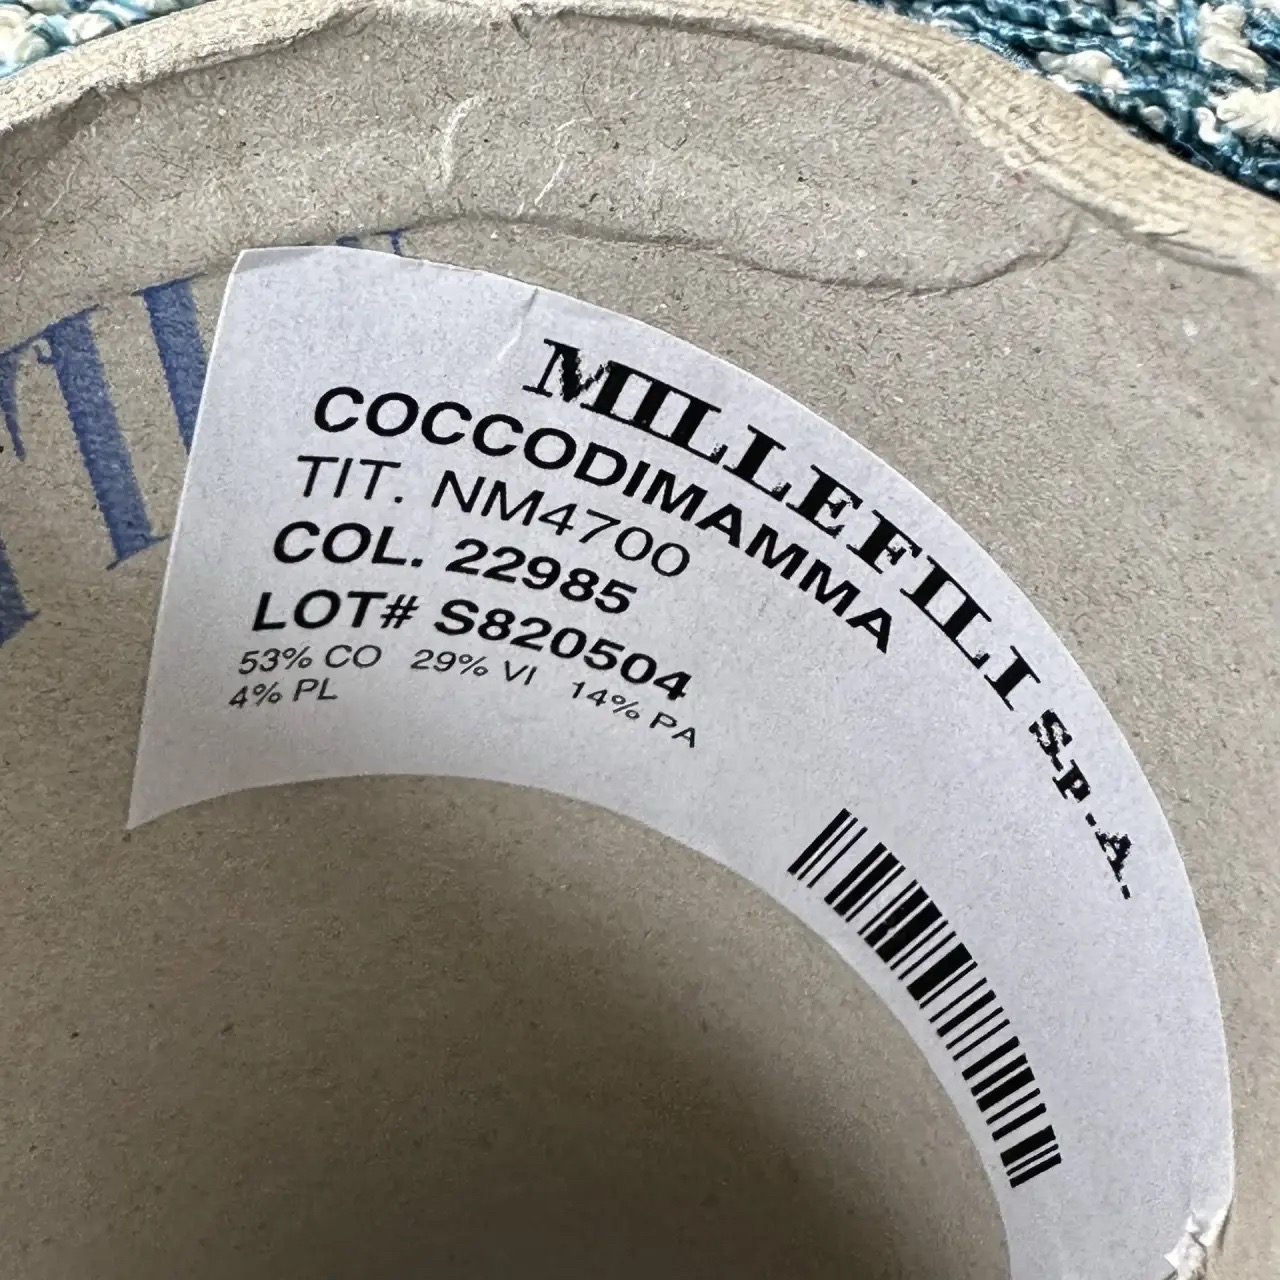 MILLEFILI S.p.A.
COCCODIMAMMA
TIT. NM4700
COL. 22985
LOT# S820504
53% CO 29% VI 14% PA
4% PL